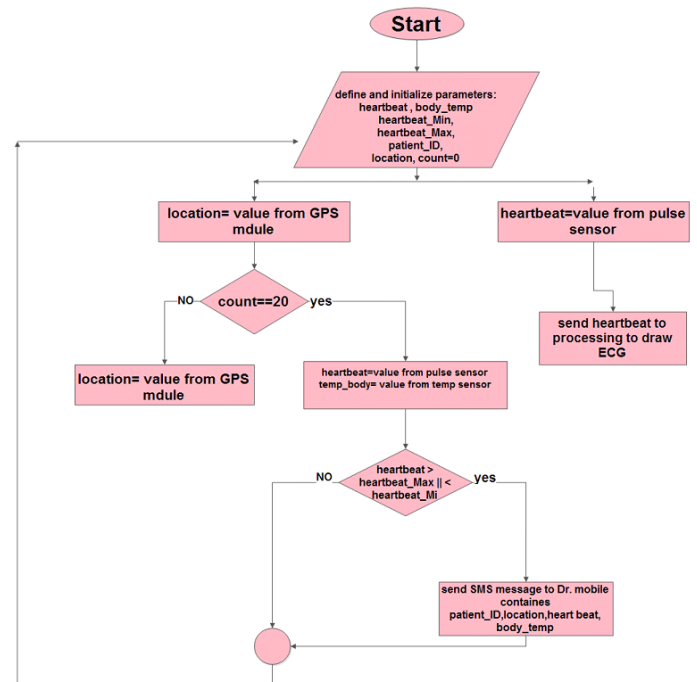 Start
define and initialize parameters:
heartbeat , body_temp
heartbeat_Min,
heartbeat_Max,
patient_ID,
location, count=0
location= value from GPS
mdule
heartbeat=value from pulse
sensor
count==20
NO
yes
send heartbeat to
processing to draw
ECG
location= value from GPS
mdule
heartbeat=value from pulse sensor
temp_body= value from temp sensor
heartbeat >
heartbeat_Max || <
heartbeat_Mi
NO
yes
send SMS message to Dr. mobile
containes
patient_ID,location,heart beat,
body_temp